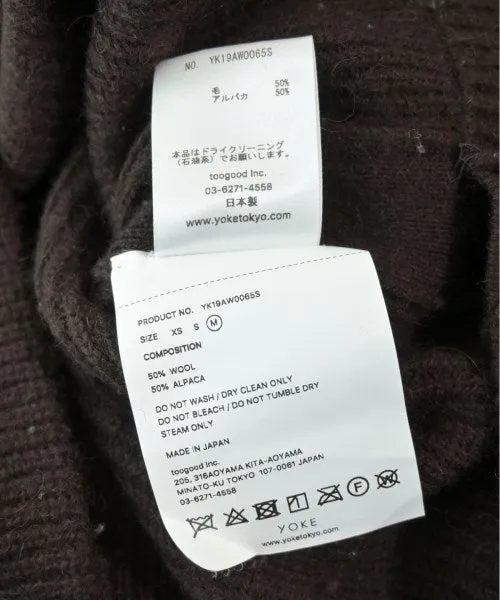 NO. YK19AW0065S
毛 50%
アルパカ 50%
本品はドライクリーニング
(石油系)でお願いします。
toogood Inc.
03-6271-4558
日本製
www.yoketokyo.com
PRODUCT NO. YK19AW0065S
SIZE XS S M
COMPOSITION
50% WOOL
50% ALPACA
DO NOT WASH / DRY CLEAN ONLY
DO NOT BLEACH / DO NOT TUMBLE DRY
STEAM ONLY
MADE IN JAPAN
toogood Inc.
205, 316AOYAMA KITA-AOYAMA
MINATO-KU TOKYO 107-0061 JAPAN
03-6271-4558
F W
YOKE
www.yoketokyo.com